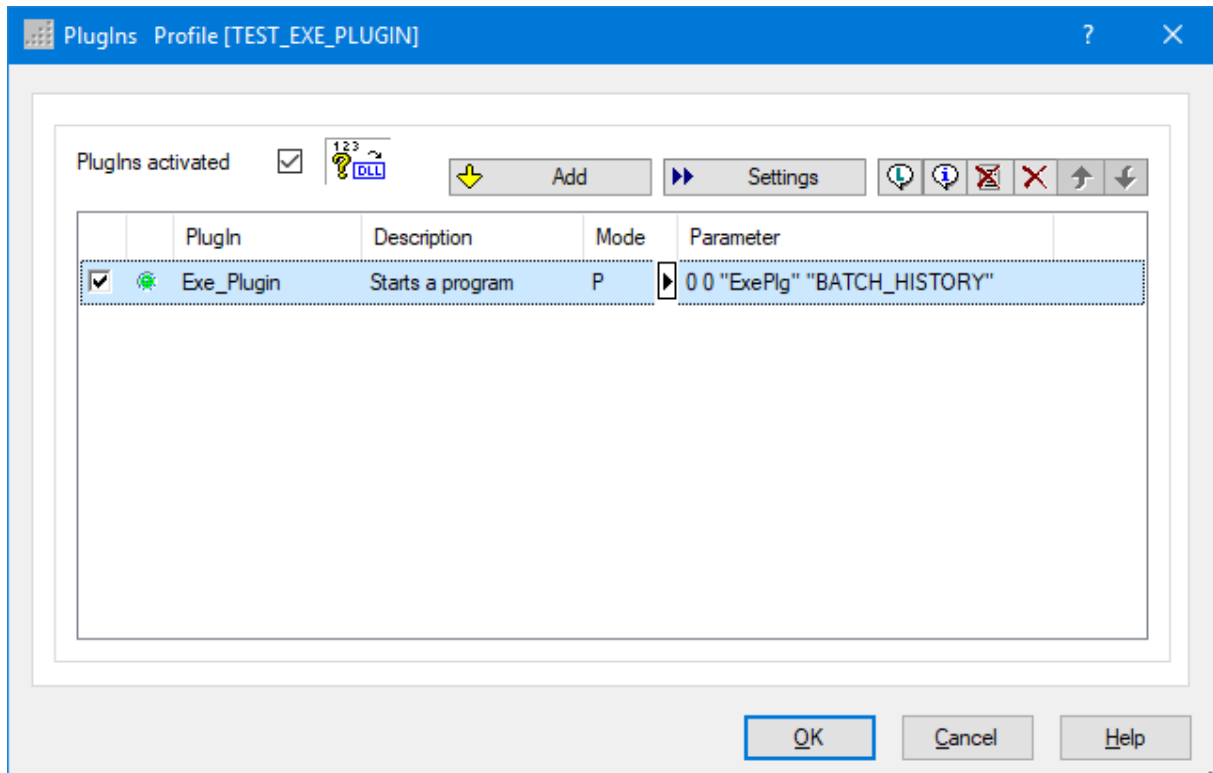 PlugIns Profile [TEST_EXE_PLUGIN]
?
PlugIns activated
123
?
DLL
Add
Settings
PlugIn Description Mode Parameter
Exe_Plugin Starts a program P 0 0 "ExePlg" "BATCH_HISTORY"
OK Cancel Help